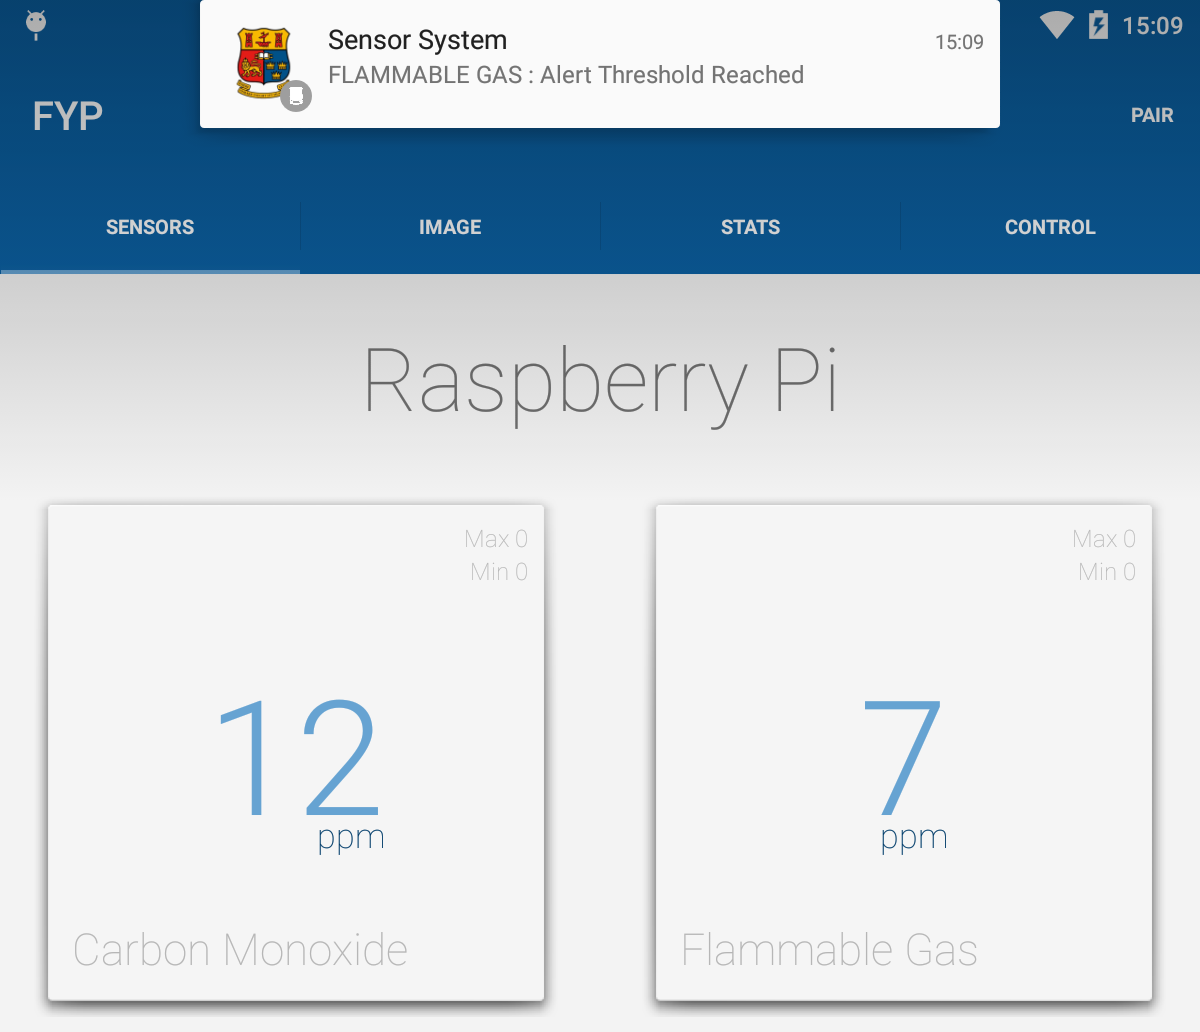 Sensor System
15:09
FLAMMABLE GAS : Alert Threshold Reached
15:09
FYP
PAIR
SENSORS
IMAGE
STATS
CONTROL
Raspberry Pi
Max 0
Min 0
12
ppm
Carbon Monoxide
Max 0
Min 0
7
ppm
Flammable Gas